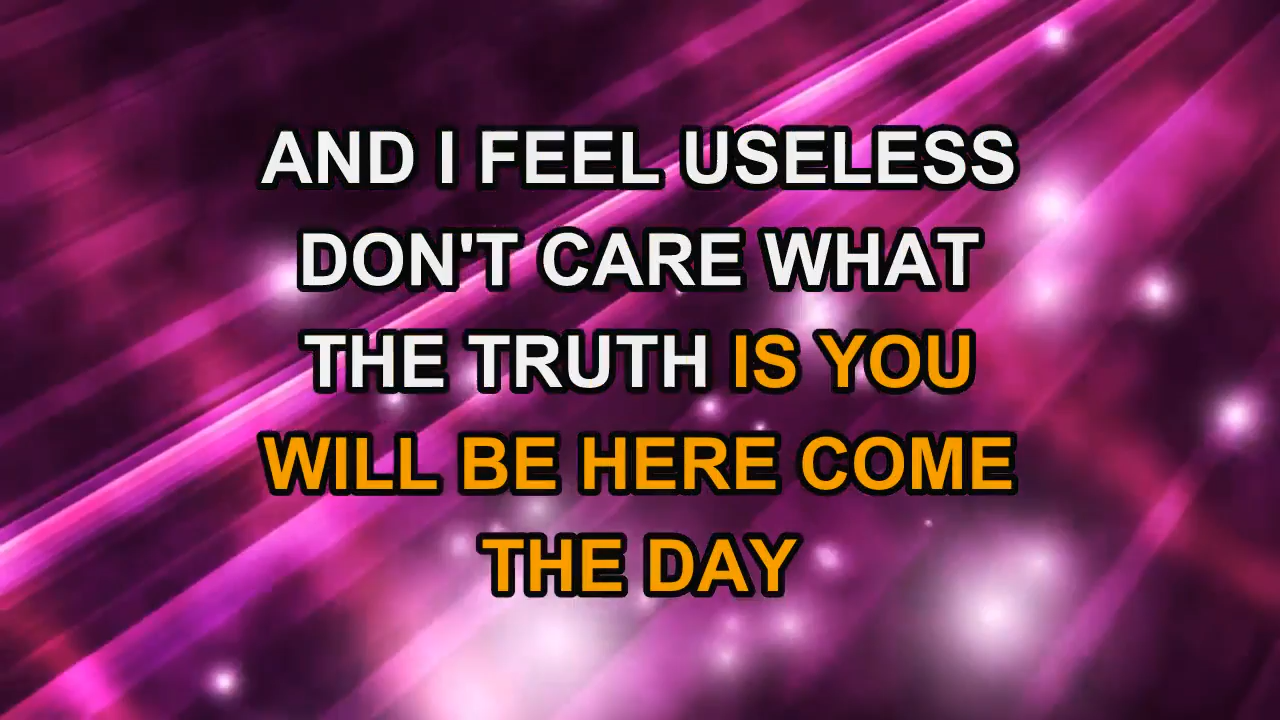 AND I FEEL USELESS
DON'T CARE WHAT
THE TRUTH IS YOU
WILL BE HERE COME
THE DAY